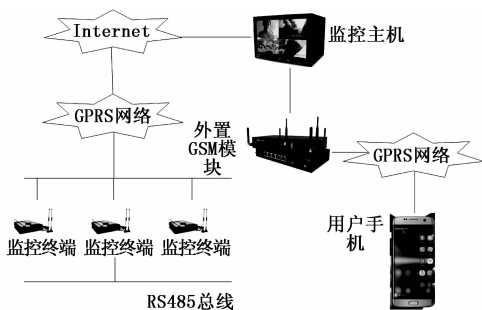 Internet
监控主机
GPRS网络
外置
GSM模
块
GPRS网络
监控终端
监控终端
监控终端
用户手
机
RS485总线